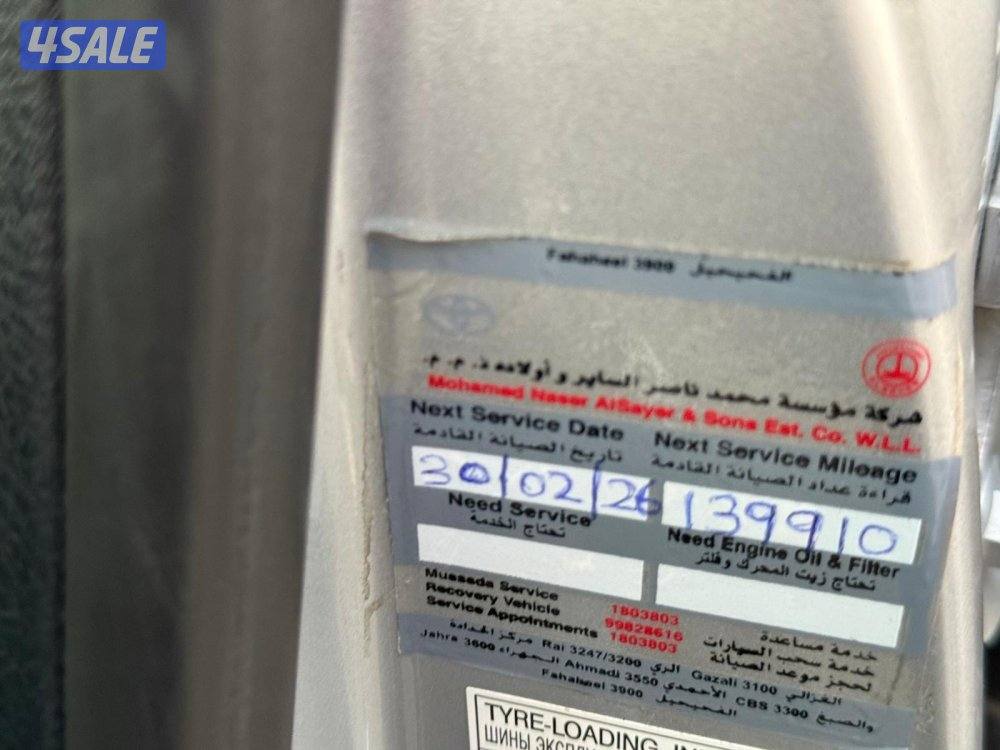 4SALE
Fahaheel 3900 الفحيحيل
شركة مؤسسة محمد ناصر الساير و أولاده ذ. م. م.
Mohamed Naser AlSayer & Sons Est. Co. W.L.L.
Next Service Date Next Service Mileage
تاريخ الصيانة القادمة قراءة عداد الصيانة القادمة
30/02/26 139910
Need Service Need Engine Oil & Filter
تحتاج الخدمة تحتاج زيت المحرك وفلتر
Mussada Service 1803803 خدمة مساعدة
Recovery Vehicle 99828616 خدمة سحب السيارات
Service Appointments 1803803 لحجز موعد الصيانة
Rai 3247/3200 الري Gazali 3100 الغزالي مركز الحدادة
والصبغ CBS 3300 الأحمدي Ahmadi 3550 الجهراء Jahra 3600
Fahaheel 3900 الفحيحيل
TYRE-LOADING